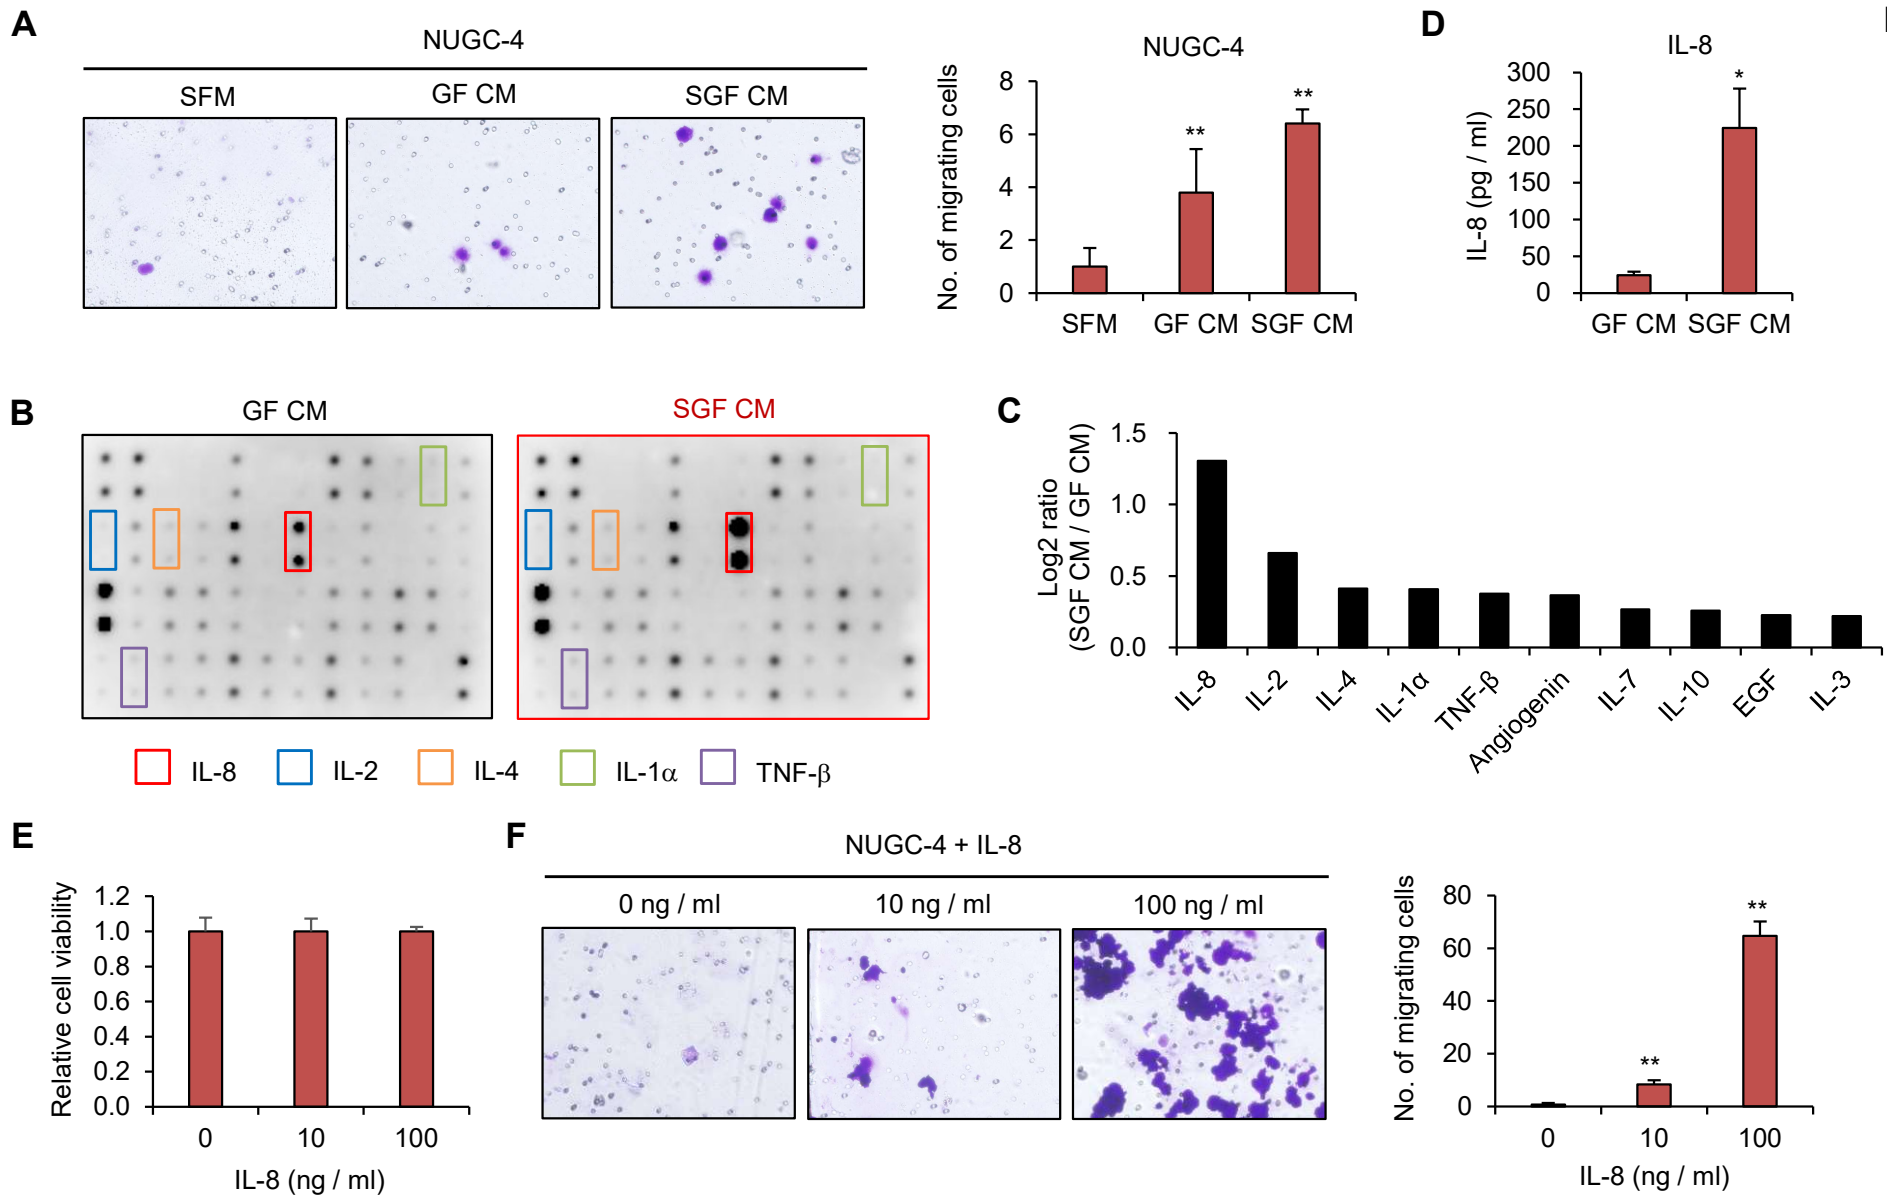 A
NUGC-4
SFM
GF CM
SGF CM
NUGC-4
No. of migrating cells
8
6
4
2
0
**
**
SFM
GF CM
SGF CM
D
IL-8
IL-8 (pg / ml)
300
250
200
150
100
50
0
*
GF CM
SGF CM
B
GF CM
SGF CM
IL-8
IL-2
IL-4
IL-1α
TNF-β
C
Log2 ratio
(SGF CM / GF CM)
1.5
1.0
0.5
0.0
IL-8
IL-2
IL-4
IL-1α
TNF-β
Angiogenin
IL-7
IL-10
EGF
IL-3
E
Relative cell viability
1.2
1.0
0.8
0.6
0.4
0.2
0.0
0
10
100
IL-8 (ng / ml)
F
NUGC-4 + IL-8
0 ng / ml
10 ng / ml
100 ng / ml
No. of migrating cells
80
60
40
20
0
**
**
0
10
100
IL-8 (ng / ml)